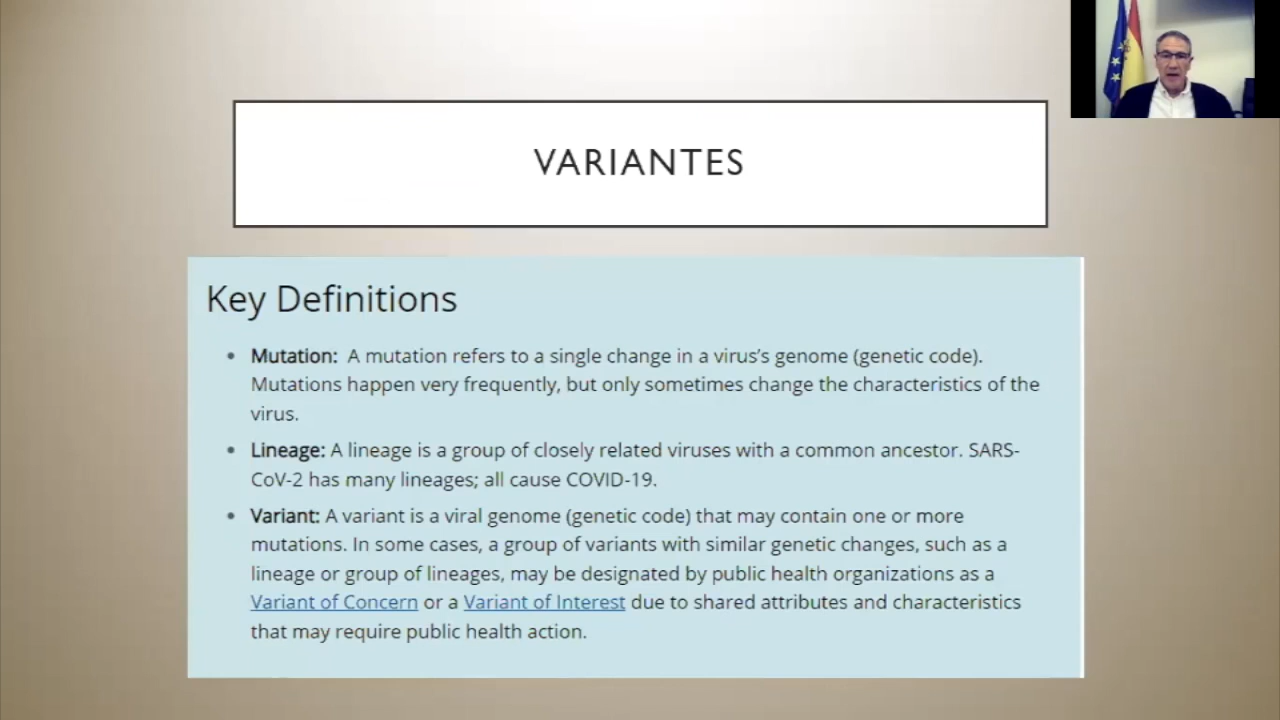 VARIANTES
Key Definitions
• Mutation: A mutation refers to a single change in a virus’s genome (genetic code).
Mutations happen very frequently, but only sometimes change the characteristics of the
virus.
• Lineage: A lineage is a group of closely related viruses with a common ancestor. SARS-
CoV-2 has many lineages; all cause COVID-19.
• Variant: A variant is a viral genome (genetic code) that may contain one or more
mutations. In some cases, a group of variants with similar genetic changes, such as a
lineage or group of lineages, may be designated by public health organizations as a
Variant of Concern or a Variant of Interest due to shared attributes and characteristics
that may require public health action.